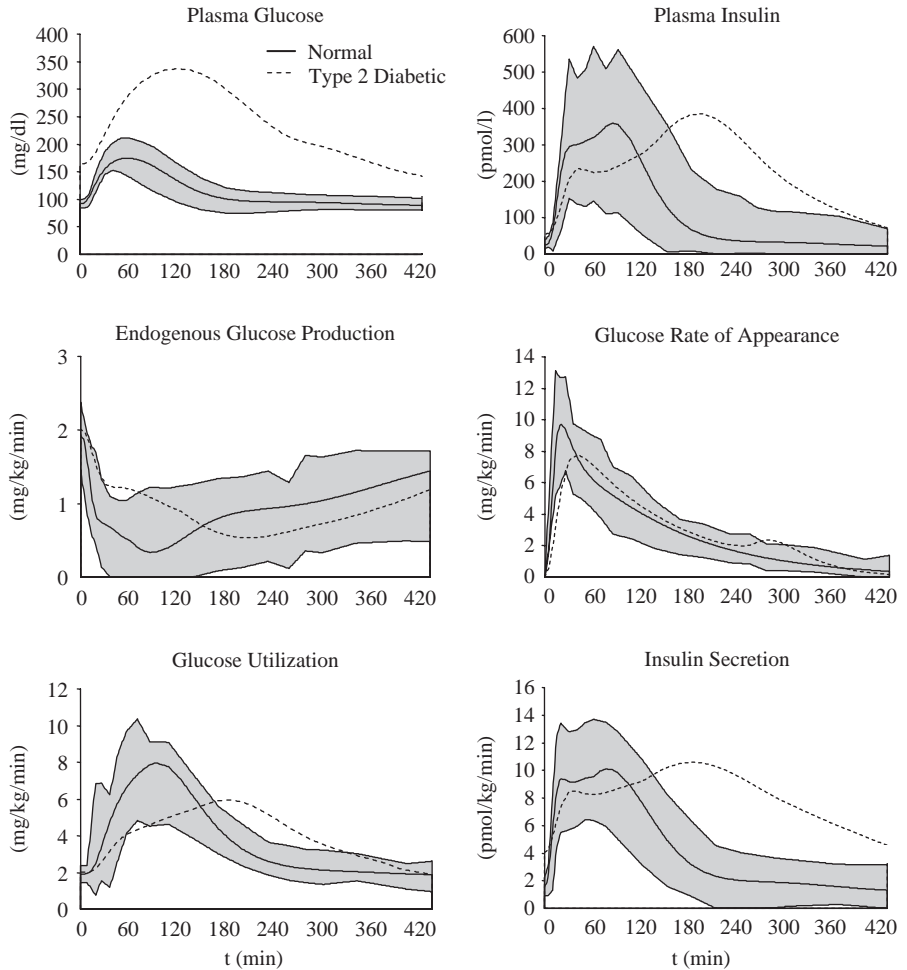 Plasma Glucose
400
350
300
250
200
150
100
50
0
(mg/dl)
Normal
Type 2 Diabetic
0 60 120 180 240 300 360 420
Plasma Insulin
600
500
400
300
200
100
0
(pmol/l)
0 60 120 180 240 300 360 420
Endogenous Glucose Production
3
2
1
0
(mg/kg/min)
0 60 120 180 240 300 360 420
Glucose Rate of Appearance
14
12
10
8
6
4
2
0
(mg/kg/min)
0 60 120 180 240 300 360 420
Glucose Utilization
12
10
8
6
4
2
0
(mg/kg/min)
0 60 120 180 240 300 360 420
t (min)
Insulin Secretion
16
14
12
10
8
6
4
2
0
(pmol/kg/min)
0 60 120 180 240 300 360 420
t (min)